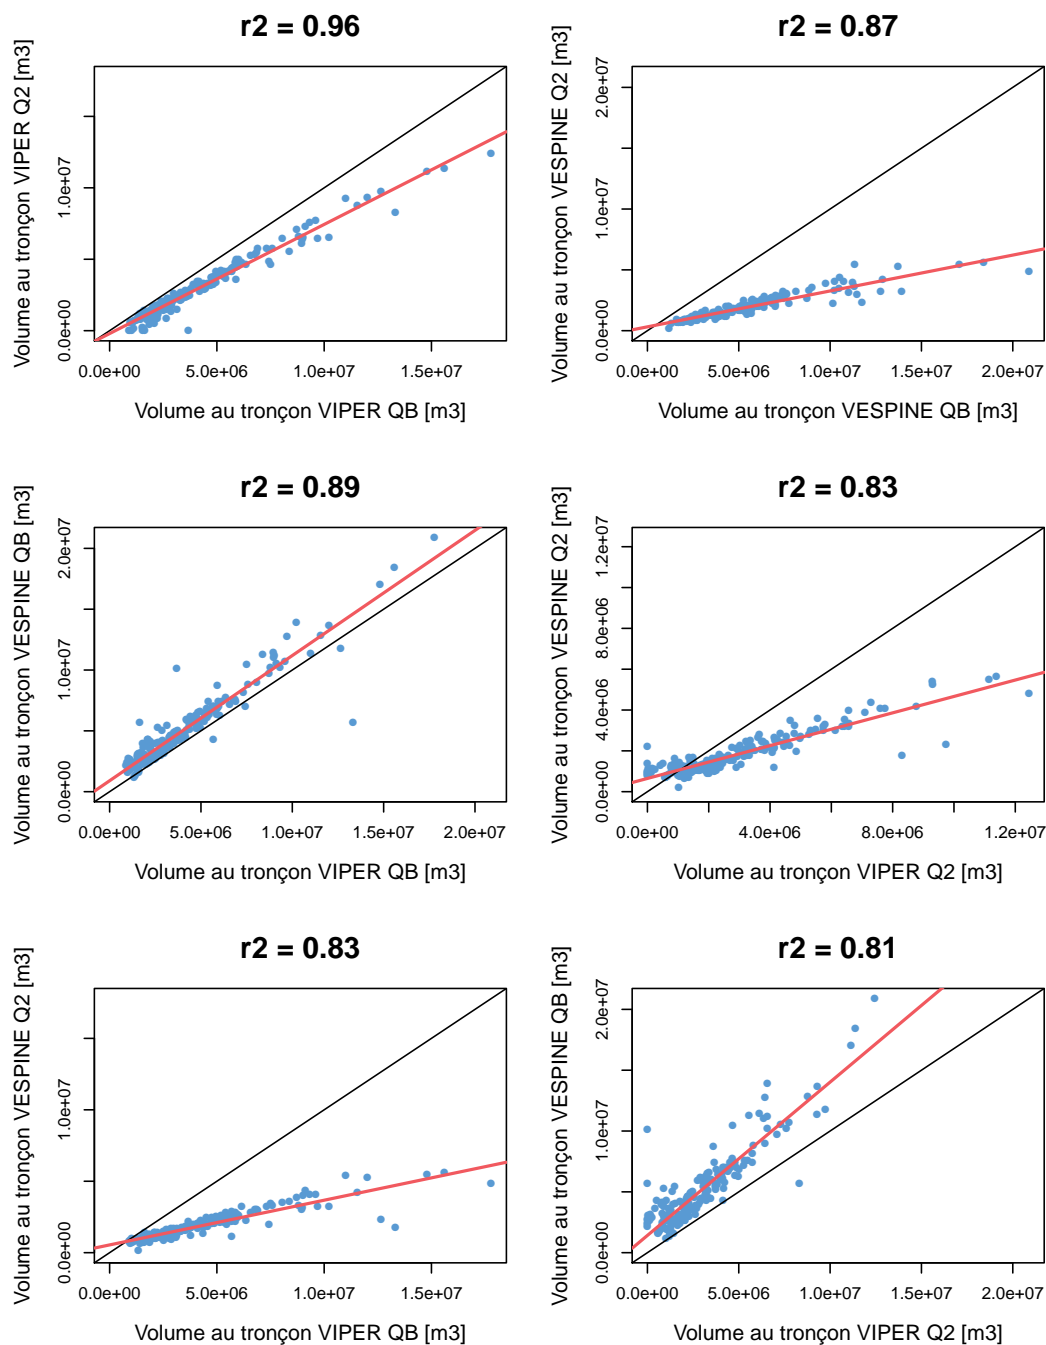 r2 = 0.96
Volume au tronçon VIPER Q2 [m3]
0.0e+00
1.0e+07
0.0e+00 5.0e+06 1.0e+07 1.5e+07
Volume au tronçon VIPER QB [m3]
r2 = 0.87
Volume au tronçon VESPINE Q2 [m3]
0.0e+00
1.0e+07
2.0e+07
0.0e+00 5.0e+06 1.0e+07 1.5e+07 2.0e+07
Volume au tronçon VESPINE QB [m3]
r2 = 0.89
Volume au tronçon VESPINE QB [m3]
0.0e+00
1.0e+07
2.0e+07
0.0e+00 5.0e+06 1.0e+07 1.5e+07 2.0e+07
Volume au tronçon VIPER QB [m3]
r2 = 0.83
Volume au tronçon VESPINE Q2 [m3]
0.0e+00
4.0e+06
8.0e+06
1.2e+07
0.0e+00 4.0e+06 8.0e+06 1.2e+07
Volume au tronçon VIPER Q2 [m3]
r2 = 0.83
Volume au tronçon VESPINE Q2 [m3]
0.0e+00
1.0e+07
0.0e+00 5.0e+06 1.0e+07 1.5e+07
Volume au tronçon VIPER QB [m3]
r2 = 0.81
Volume au tronçon VESPINE QB [m3]
0.0e+00
1.0e+07
2.0e+07
0.0e+00 5.0e+06 1.0e+07 1.5e+07 2.0e+07
Volume au tronçon VIPER Q2 [m3]